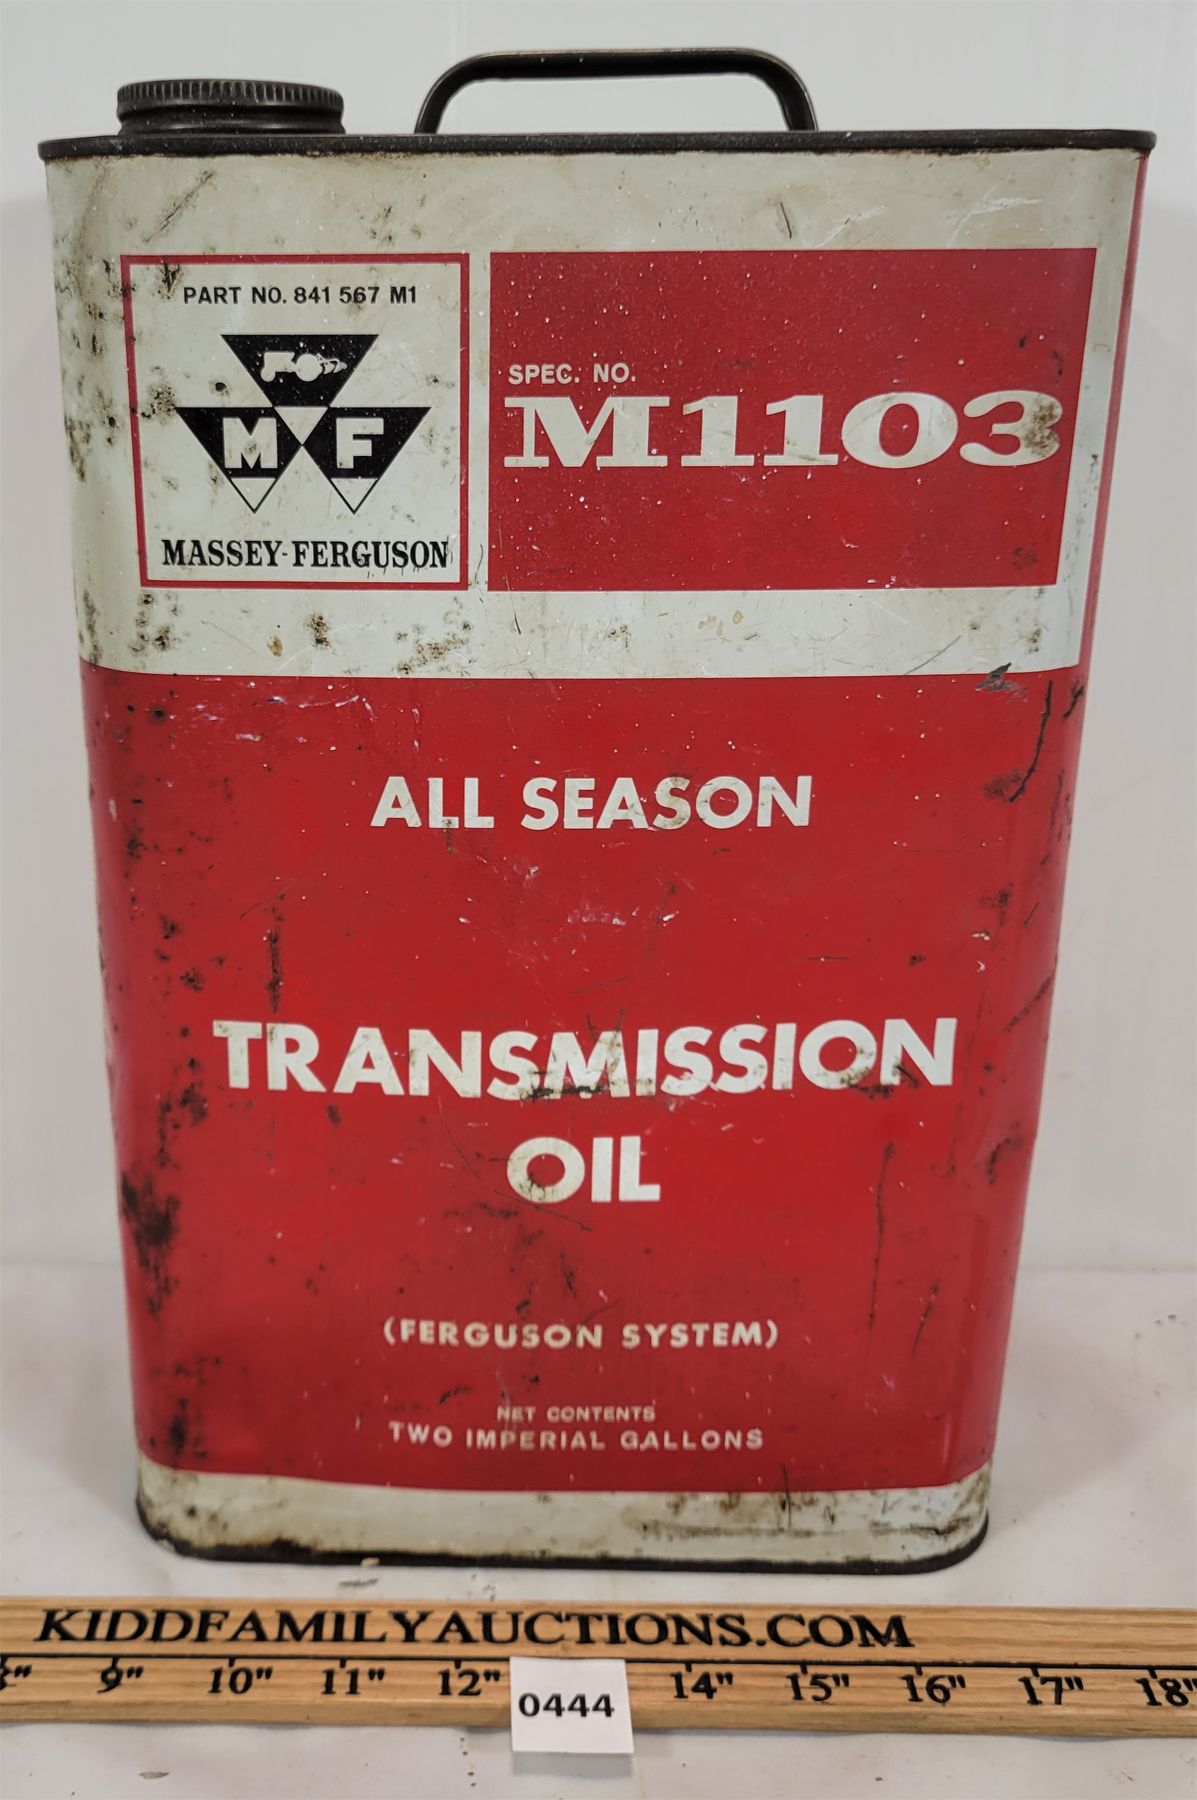 PART NO. 841 567 M1
M F
MASSEY-FERGUSON
SPEC. NO.
M1103
ALL SEASON
TRANSMISSION
OIL
(FERGUSON SYSTEM)
NET CONTENTS
TWO IMPERIAL GALLONS
KIDDFAMILYAUCTIONS.COM
9" 10" 11" 12" 14" 15" 16" 17" 18"
0444